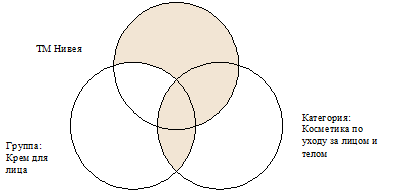 ТМ Нивея
Группа:
Крем для
лица
Категория:
Косметика по
уходу за лицом и
телом